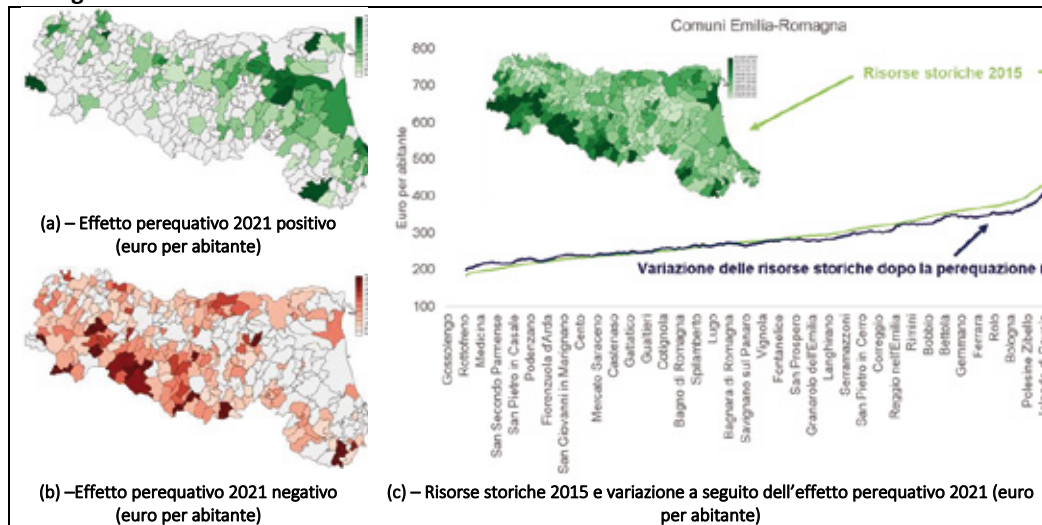 (a) – Effetto perequativo 2021 positivo
(euro per abitante)
(b) –Effetto perequativo 2021 negativo
(euro per abitante)
Comuni Emilia-Romagna
Euro per abitante
800
700
600
500
400
300
200
100
Risorse storiche 2015
Variazione delle risorse storiche dopo la perequazione
Gossolengo
Rottofreno
Medicina
San Secondo Parmense
San Pietro in Casale
Podenzano
Fiorenzuola d'Arda
San Giovanni in Marignano
Cento
Mercato Saraceno
Castenaso
Gattatico
Gualtieri
Cotignola
Bagno di Romagna
Spilamberto
Lugo
Bagnara di Romagna
Savignano sul Panaro
Vignola
Fontanelice
San Prospero
Granarolo dell'Emilia
Langhirano
Serramazzoni
San Pietro in Cerro
Correggio
Reggio nell'Emilia
Rimini
Bobbio
Bettola
Gemmano
Ferrara
Riolo
Bologna
Polesine Zibello
(c) – Risorse storiche 2015 e variazione a seguito dell'effetto perequativo 2021 (euro
per abitante)